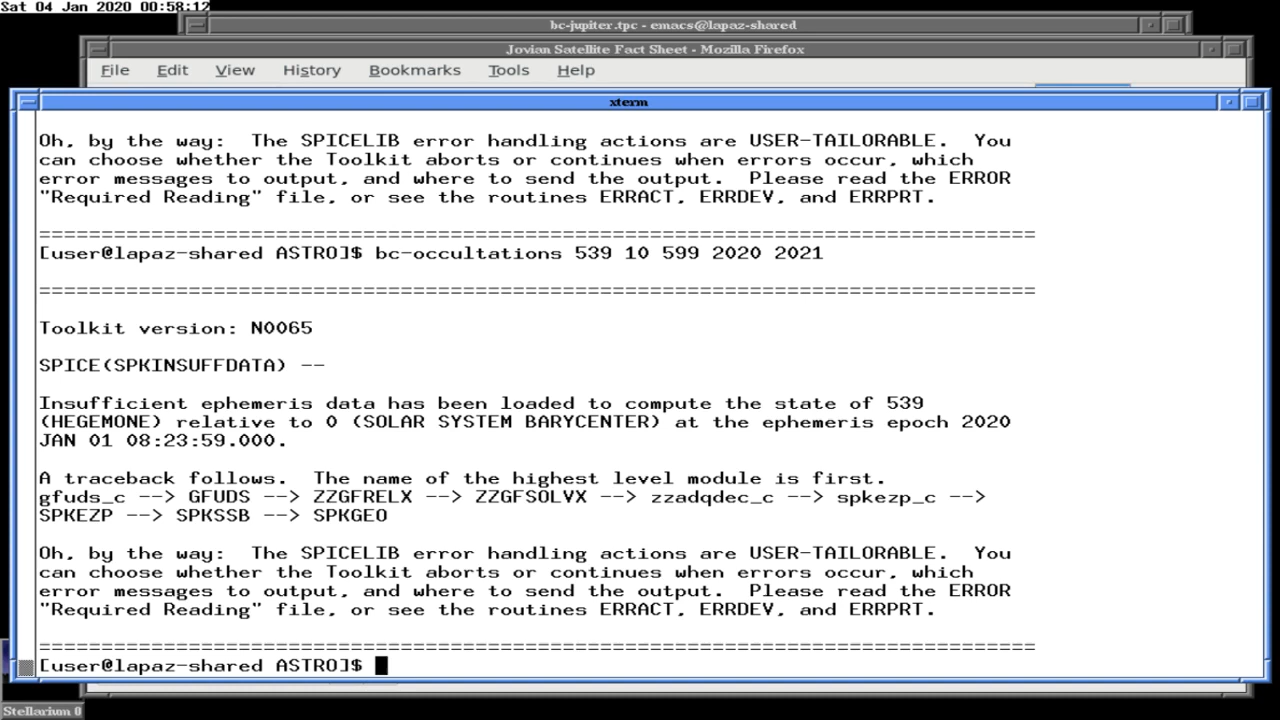 Sat 04 Jan 2020 00:58:12
bc-jupiter.tpc - emacs@lapaz-shared
Jovian Satellite Fact Sheet - Mozilla Firefox
File Edit View History Bookmarks Tools Help
xterm
Oh, by the way:  The SPICELIB error handling actions are USER-TAILORABLE.  You
can choose whether the Toolkit aborts or continues when errors occur, which
error messages to output, and where to send the output.  Please read the ERROR
"Required Reading" file, or see the routines ERRACT, ERRDEV, and ERRPRT.
================================================================================
[user@lapaz-shared ASTRO]$ bc-occultations 539 10 599 2020 2021
================================================================================
Toolkit version: N0065
SPICE(SPKINSUFFDATA) --
Insufficient ephemeris data has been loaded to compute the state of 539
(HEGEMONE) relative to 0 (SOLAR SYSTEM BARYCENTER) at the ephemeris epoch 2020
JAN 01 08:23:59.000.
A traceback follows.  The name of the highest level module is first.
gfuds_c --> GFUDS --> ZZGFRELX --> ZZGFSOLVX --> zzadqdec_c --> spkezp_c -->
SPKEZP --> SPKSSB --> SPKGEO
Oh, by the way:  The SPICELIB error handling actions are USER-TAILORABLE.  You
can choose whether the Toolkit aborts or continues when errors occur, which
error messages to output, and where to send the output.  Please read the ERROR
"Required Reading" file, or see the routines ERRACT, ERRDEV, and ERRPRT.
================================================================================
[user@lapaz-shared ASTRO]$
Stellarium 0